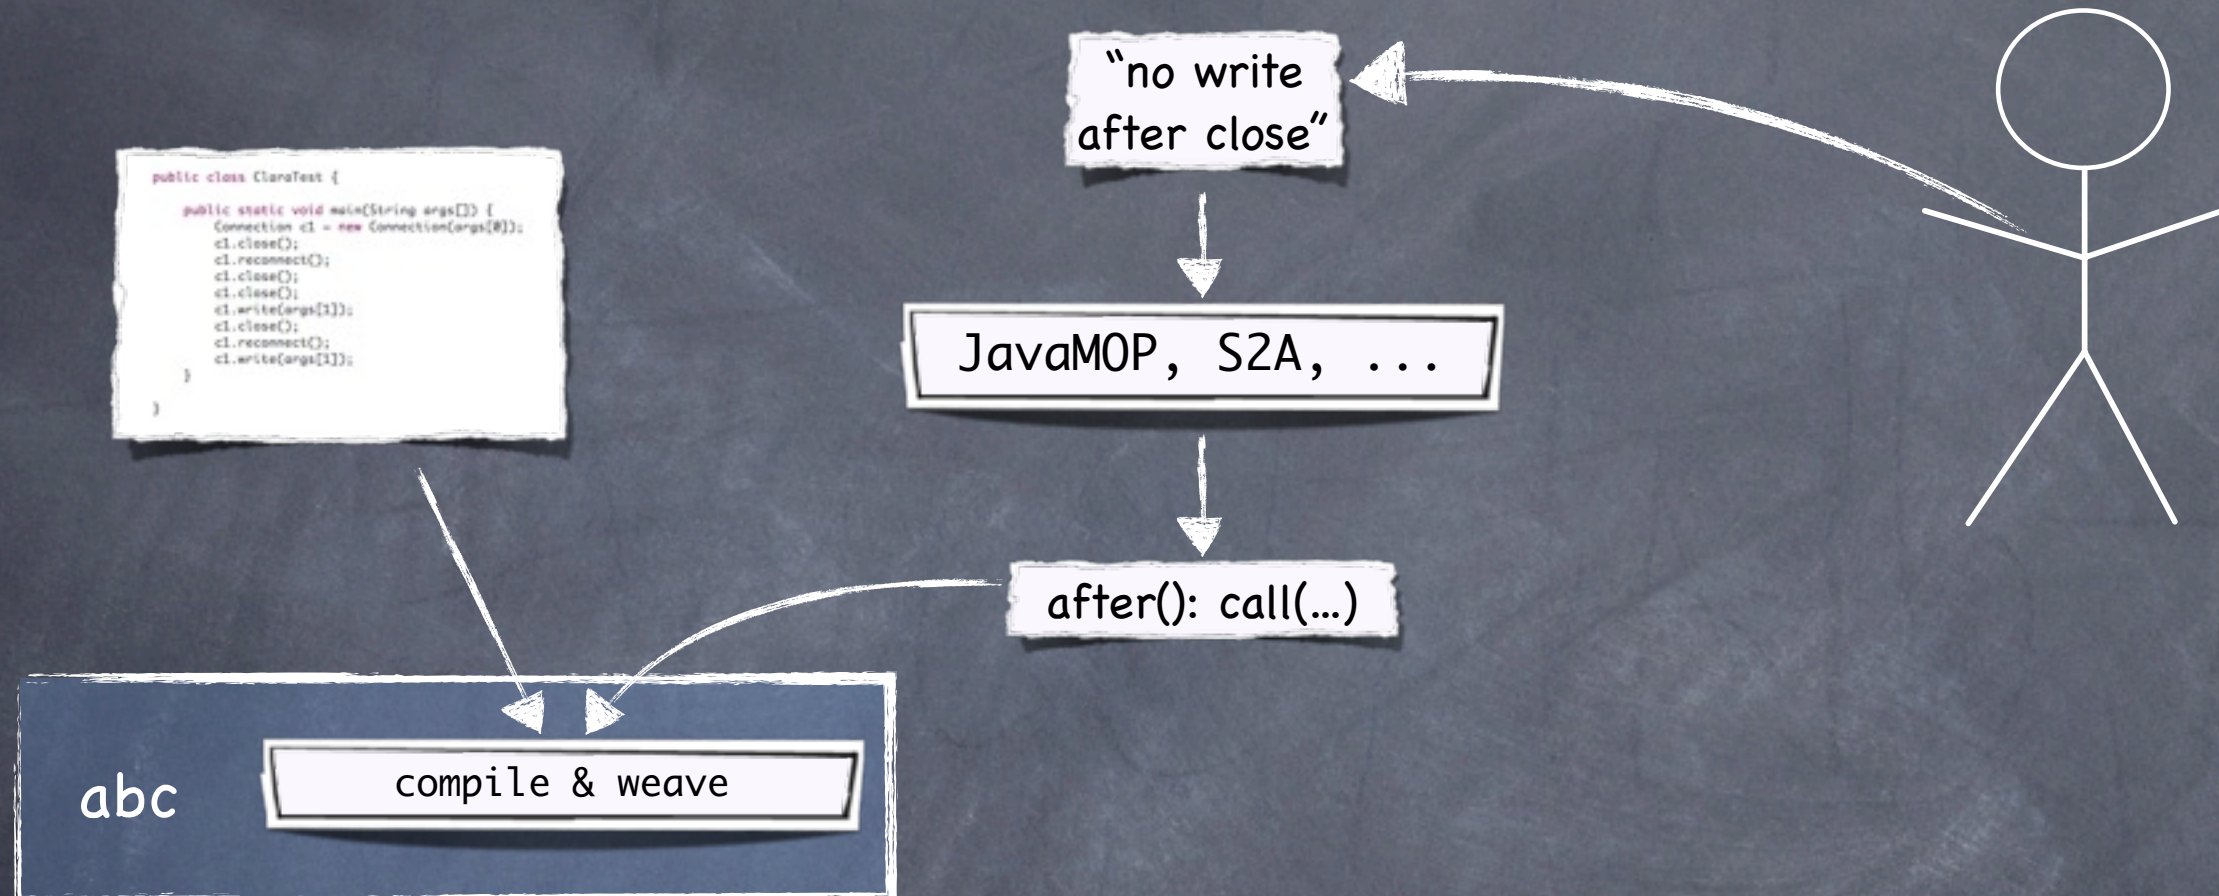 "no write
after close"
public class ClaraTest {
public static void main(String args[]) {
Connection c1 = new Connection(args[0]);
c1.close();
c1.reconnect();
c1.close();
c1.close();
c1.write(args[1]);
c1.close();
c1.reconnect();
c1.write(args[1]);
}
}
JavaMOP, S2A, ...
after(): call(...)
abc
compile & weave